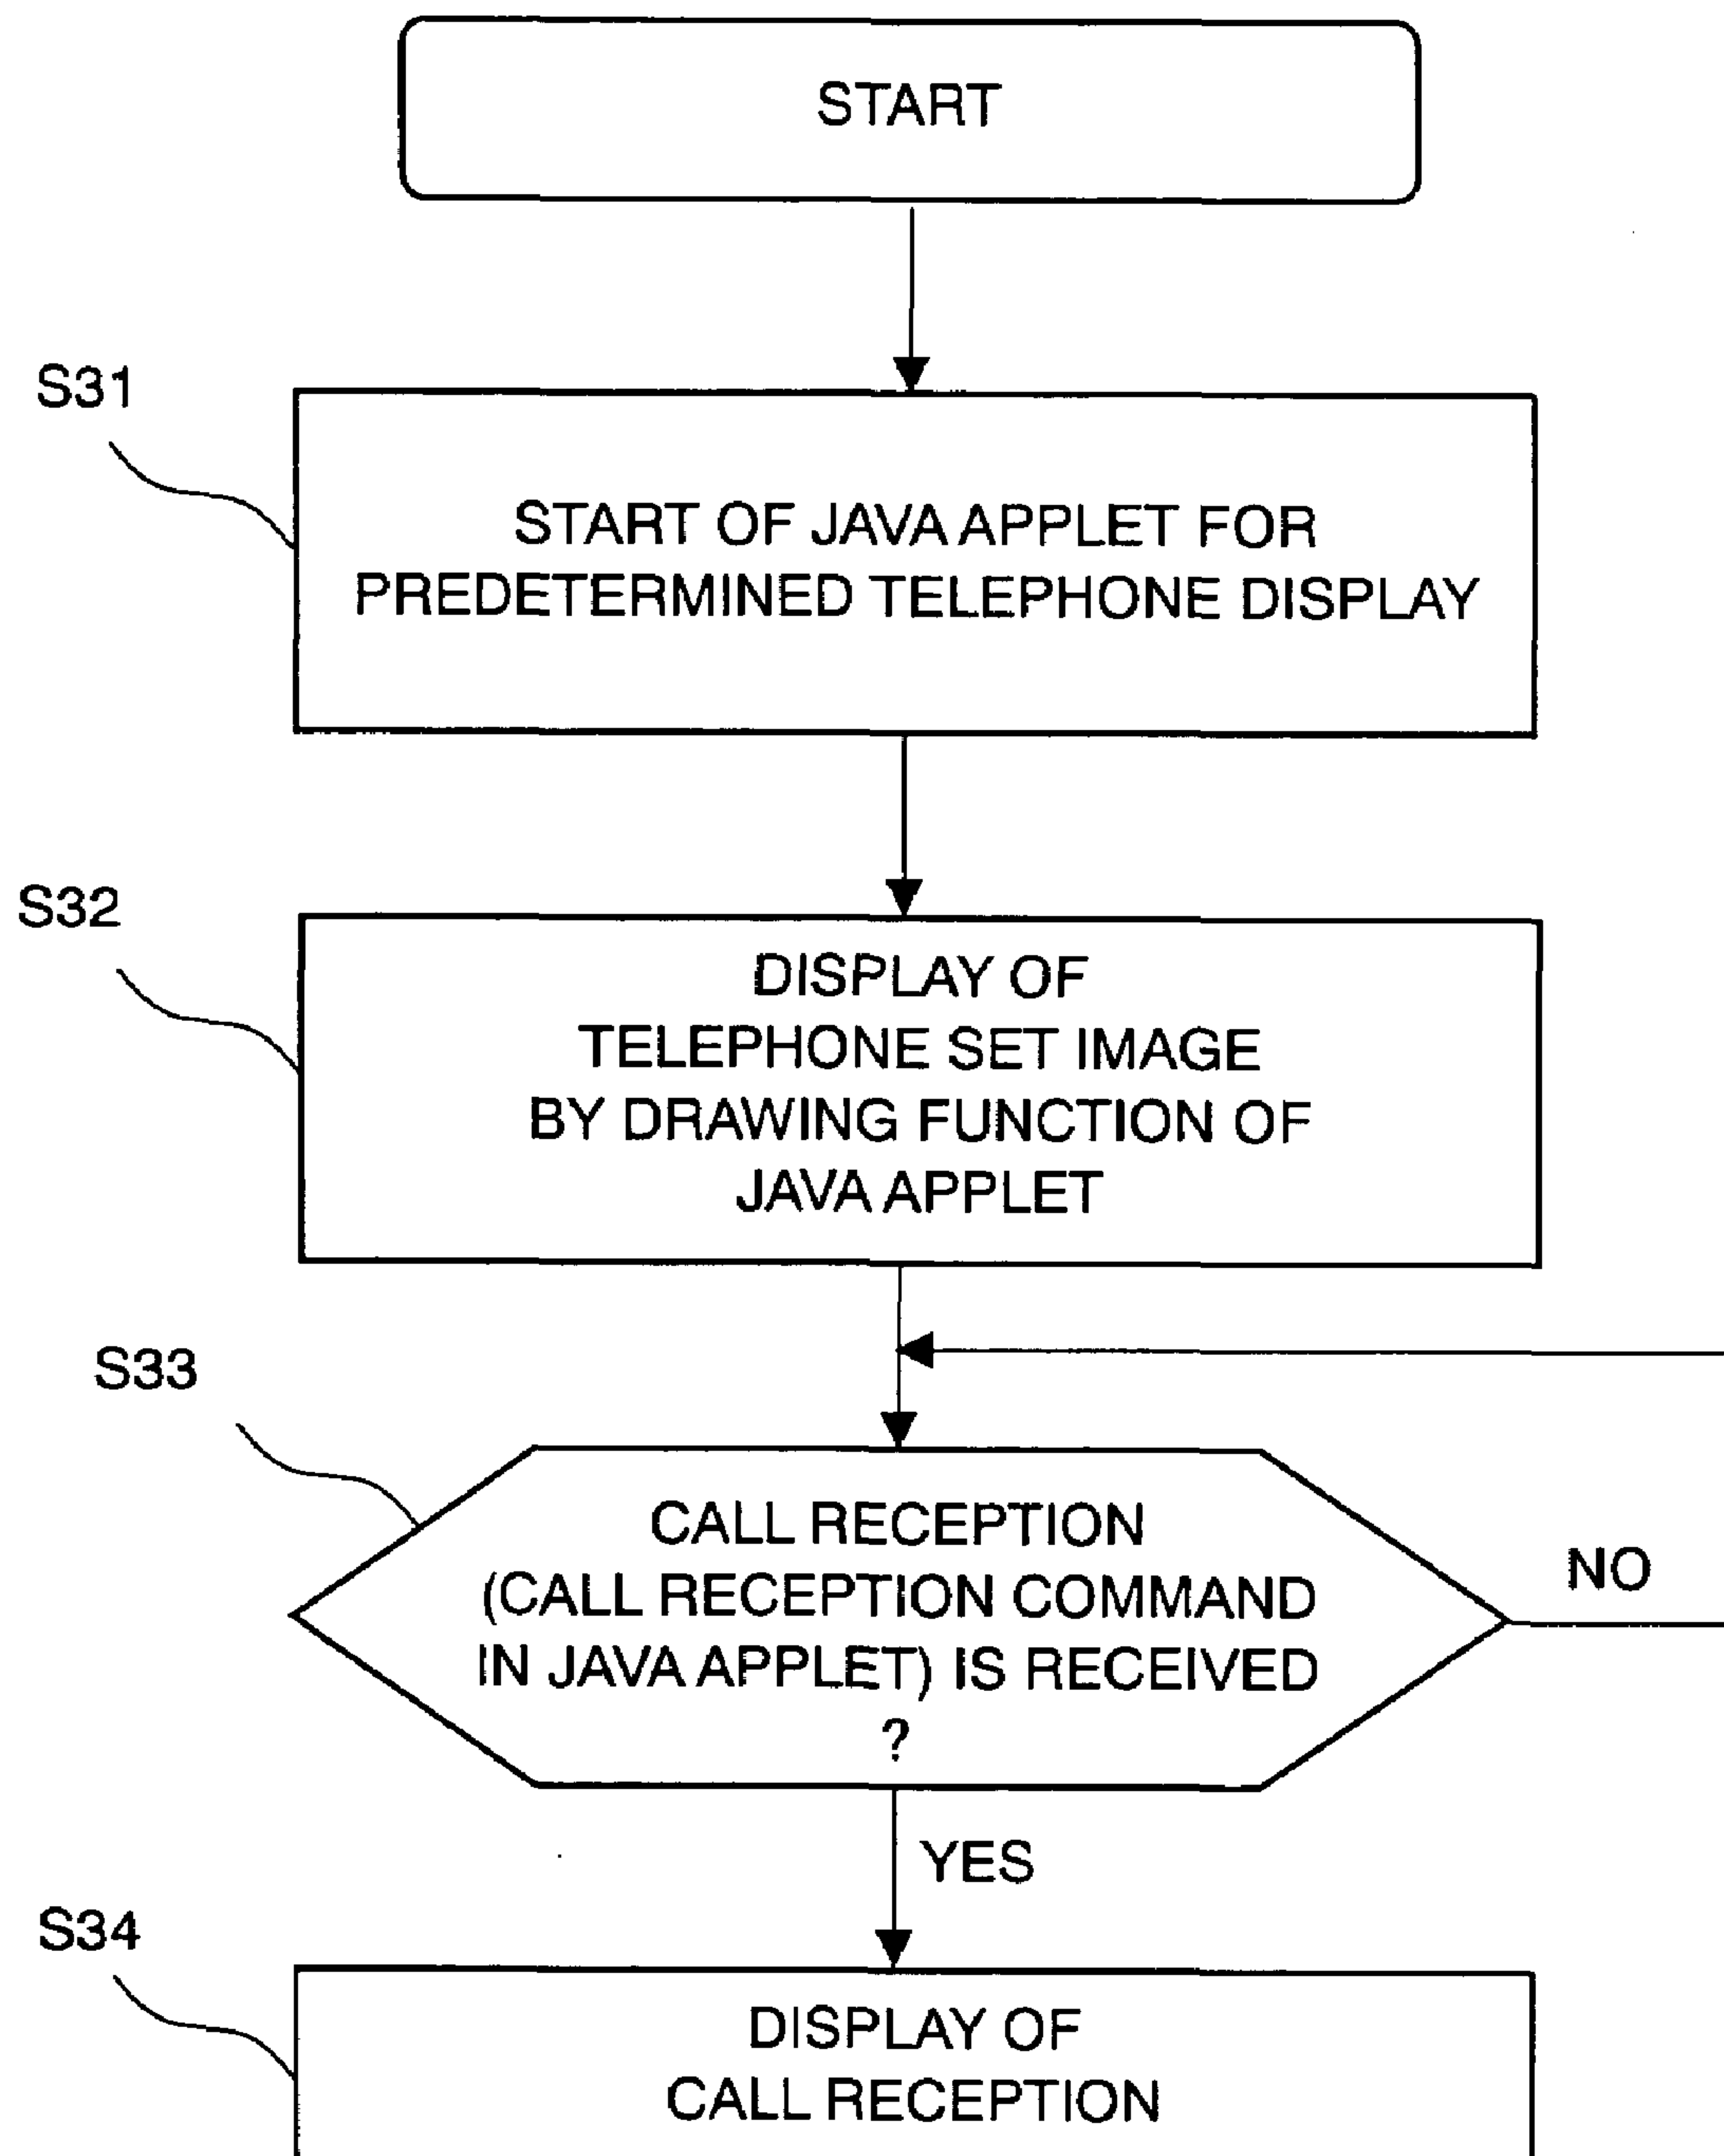 START
S31
START OF JAVA APPLET FOR
PREDETERMINED TELEPHONE DISPLAY
S32
DISPLAY OF
TELEPHONE SET IMAGE
BY DRAWING FUNCTION OF
JAVA APPLET
S33
CALL RECEPTION
(CALL RECEPTION COMMAND
IN JAVA APPLET) IS RECEIVED
?
NO
YES
S34
DISPLAY OF
CALL RECEPTION